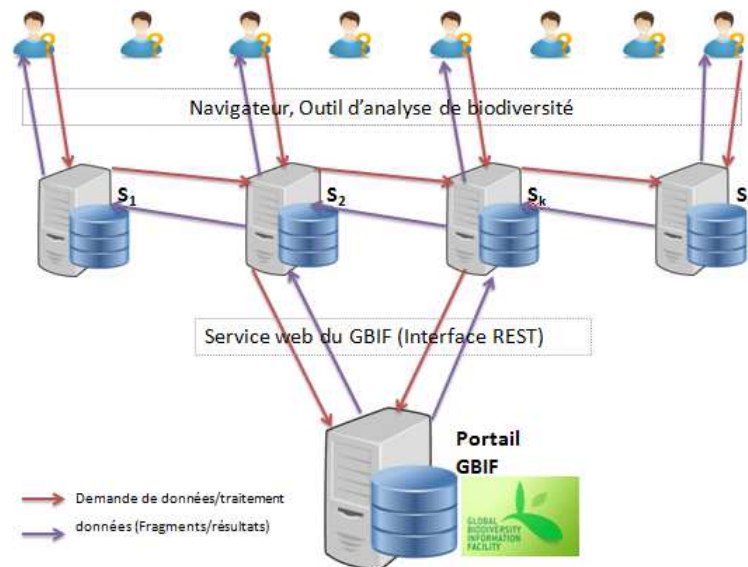 Navigateur, Outil d'analyse de biodiversité
S1
S2
Sk
S
Service web du GBIF (Interface REST)
Portail
GBIF
Demande de données/traitement
données (Fragments/résultats)
GLOBAL
BIODIVERSITY
INFORMATION
FACILITY